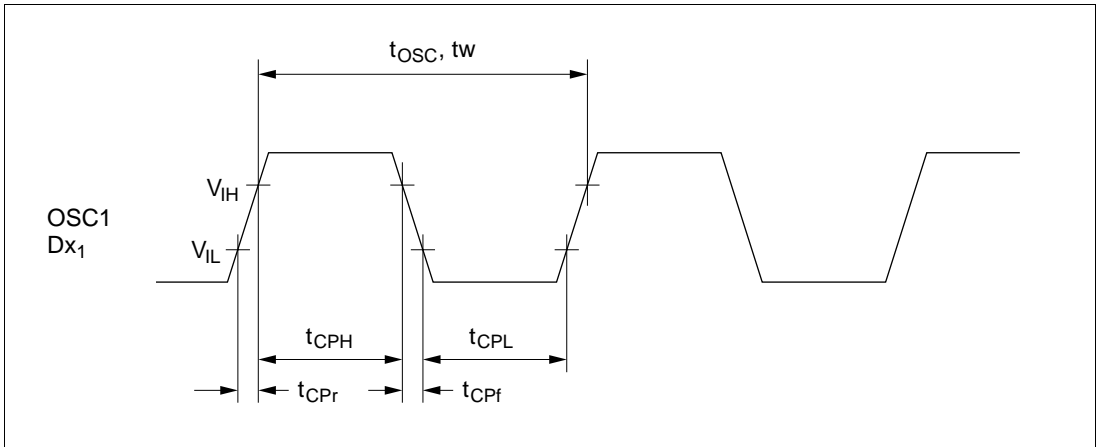 tOSC, tw
VIH
OSC1
Dx1
VIL
tCPH
tCPL
tCPr
tCPf